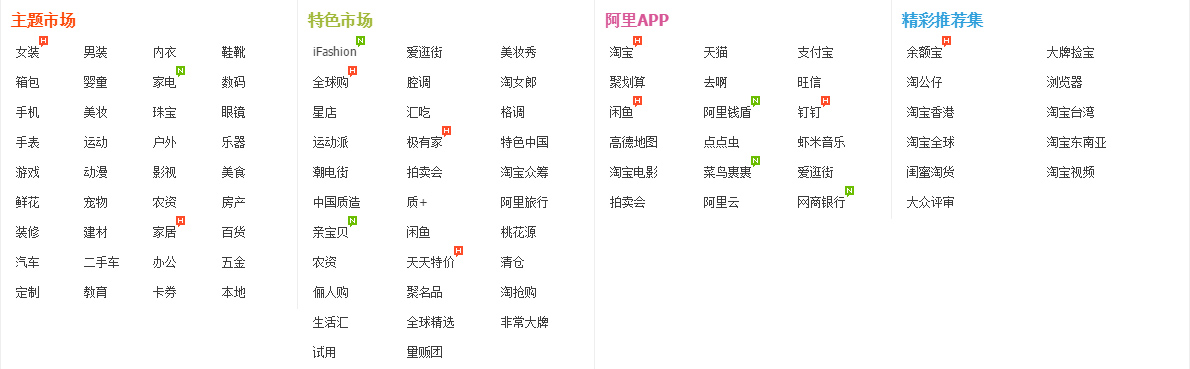 主题市场
女装 H 男装 内衣 鞋靴
箱包 婴童 家电 N 数码
手机 美妆 珠宝 眼镜
手表 运动 户外 乐器
游戏 动漫 影视 美食
鲜花 宠物 农资 房产
装修 建材 家居 H 百货
汽车 二手车 办公 五金
定制 教育 卡券 本地
特色市场
iFashion N 爱逛街 美妆秀
全球购 H 腔调 淘女郎
星店 汇吃 格调
运动派 极有家 H 特色中国
潮电街 拍卖会 淘宝众筹
中国质造 质+ 阿里旅行
亲宝贝 N 闲鱼 桃花源
农资 天天特价 H 清仓
俪人购 聚名品 淘抢购
生活汇 全球精选 非常大牌
试用 量贩团
阿里APP
淘宝 H 天猫 支付宝
聚划算 去啊 旺信
闲鱼 H 阿里钱盾 N 钉钉 H
高德地图 点点虫 虾米音乐
淘宝电影 菜鸟裹裹 N 爱逛街
拍卖会 阿里云 网商银行 N
精彩推荐集
余额宝 H 大牌捡宝
淘公仔 浏览器
淘宝香港 淘宝台湾
淘宝全球 淘宝东南亚
闺蜜淘货 淘宝视频
大众评审